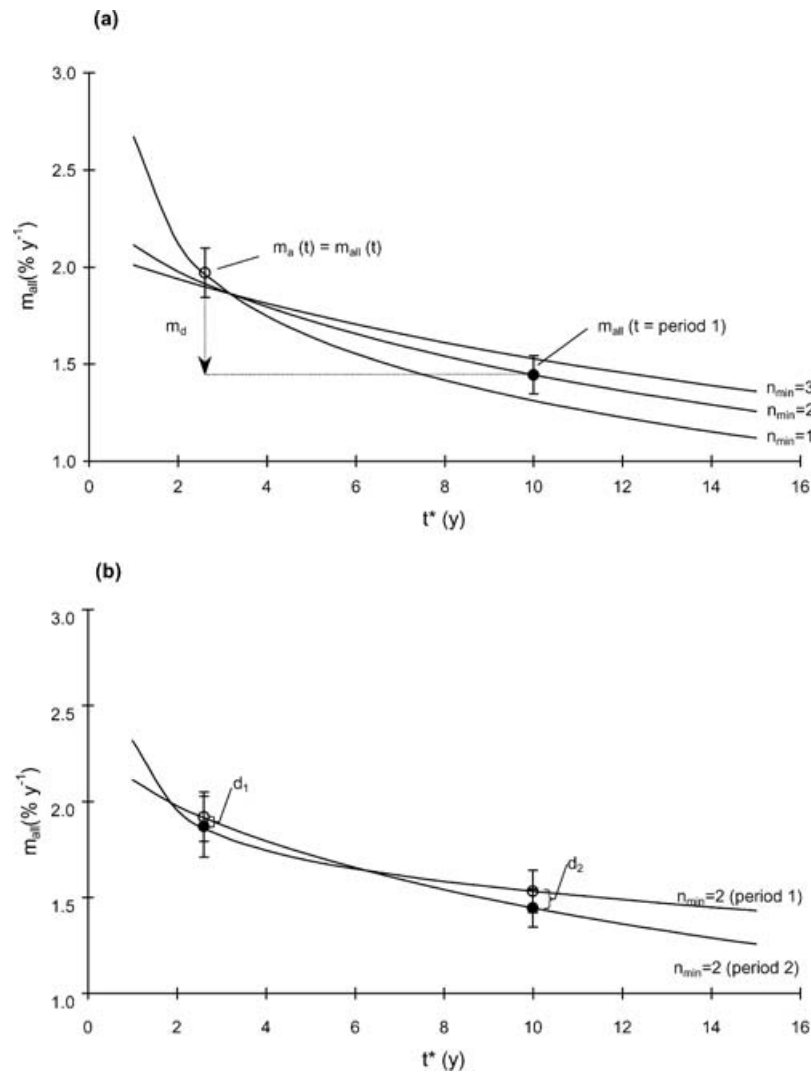 (a)
3.0
2.5
2.0
1.5
1.0
m_all(% y⁻¹)
m_a (t) = m_all (t)
m_d
m_all (t = period 1)
n_min=3
n_min=2
n_min=1
0 2 4 6 8 10 12 14 16
t* (y)
(b)
3.0
2.5
2.0
1.5
1.0
m_all(% y⁻¹)
d₁
d₂
n_min=2 (period 1)
n_min=2 (period 2)
0 2 4 6 8 10 12 14 16
t* (y)